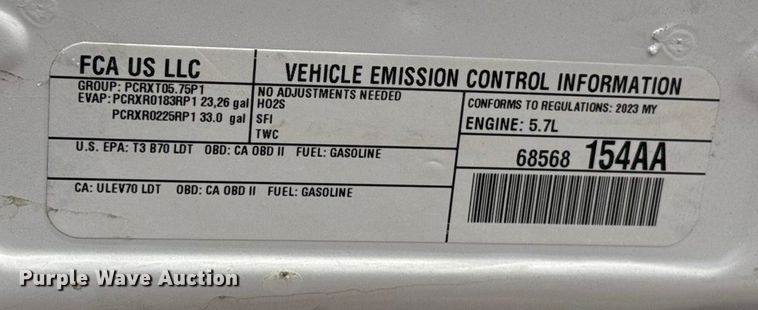 FCA US LLC
VEHICLE EMISSION CONTROL INFORMATION
GROUP: PCRXT05.75P1
EVAP: PCRXR0183RP1 23,26 gal
PCRXR0225RP1 33.0 gal
NO ADJUSTMENTS NEEDED
HO2S
SFI
TWC
CONFORMS TO REGULATIONS: 2023 MY
ENGINE: 5.7L
U.S. EPA: T3 B70 LDT OBD: CA OBD II FUEL: GASOLINE
68568 154AA
CA: ULEV70 LDT OBD: CA OBD II FUEL: GASOLINE
Purple Wave Auction